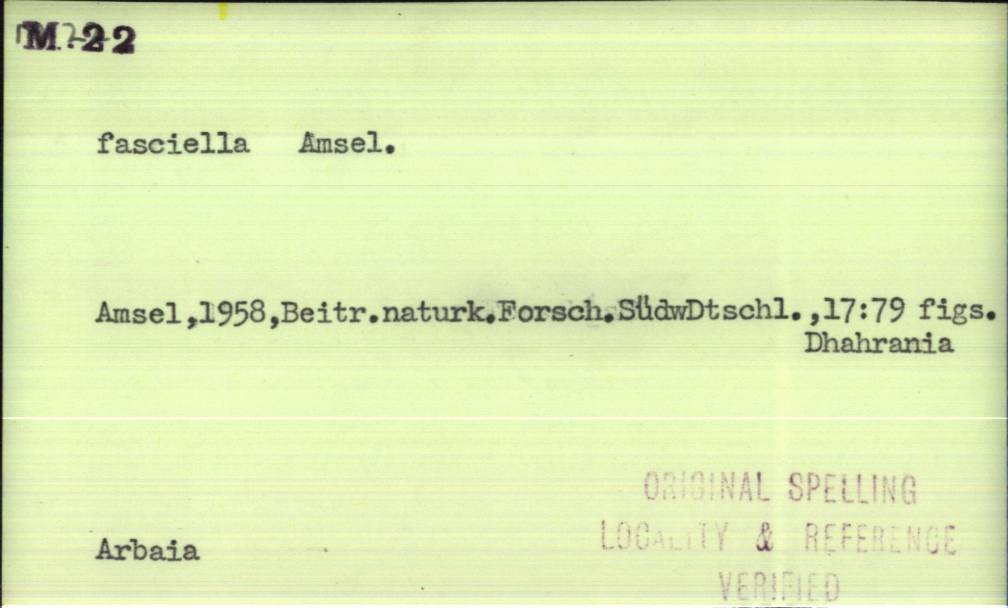 M.22
fasciella Amsel.
Amsel,1958,Beitr.naturk.Forsch.SüdwDtschl.,17:79 figs.
Dhahrania
ORIGINAL SPELLING
LOCALITY & REFERENCE
Arbaia
VERIFIED